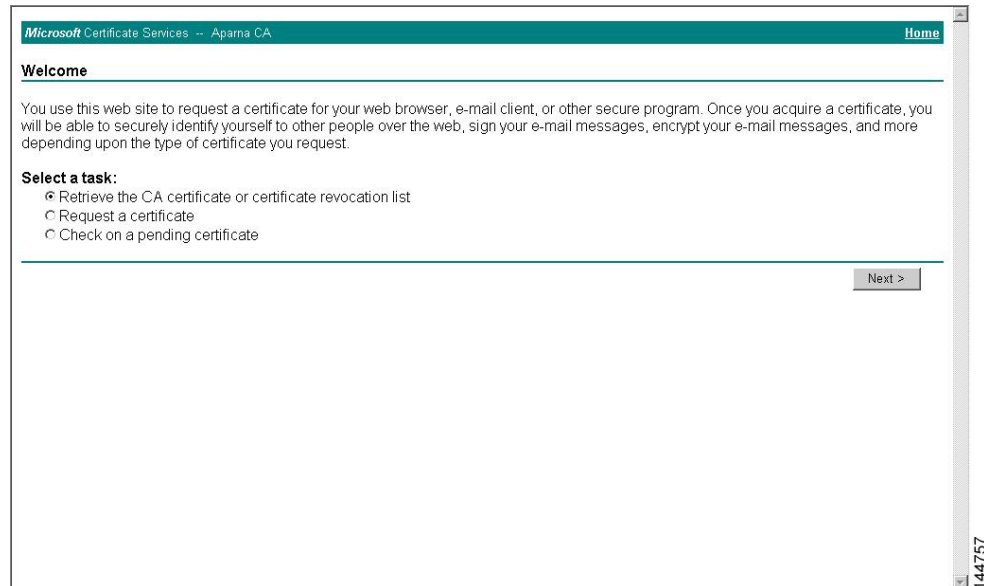 Microsoft Certificate Services -- Aparna CA Home
Welcome
You use this web site to request a certificate for your web browser, e-mail client, or other secure program. Once you acquire a certificate, you
will be able to securely identify yourself to other people over the web, sign your e-mail messages, encrypt your e-mail messages, and more
depending upon the type of certificate you request.
Select a task:
Retrieve the CA certificate or certificate revocation list
Request a certificate
Check on a pending certificate
Next >
144757